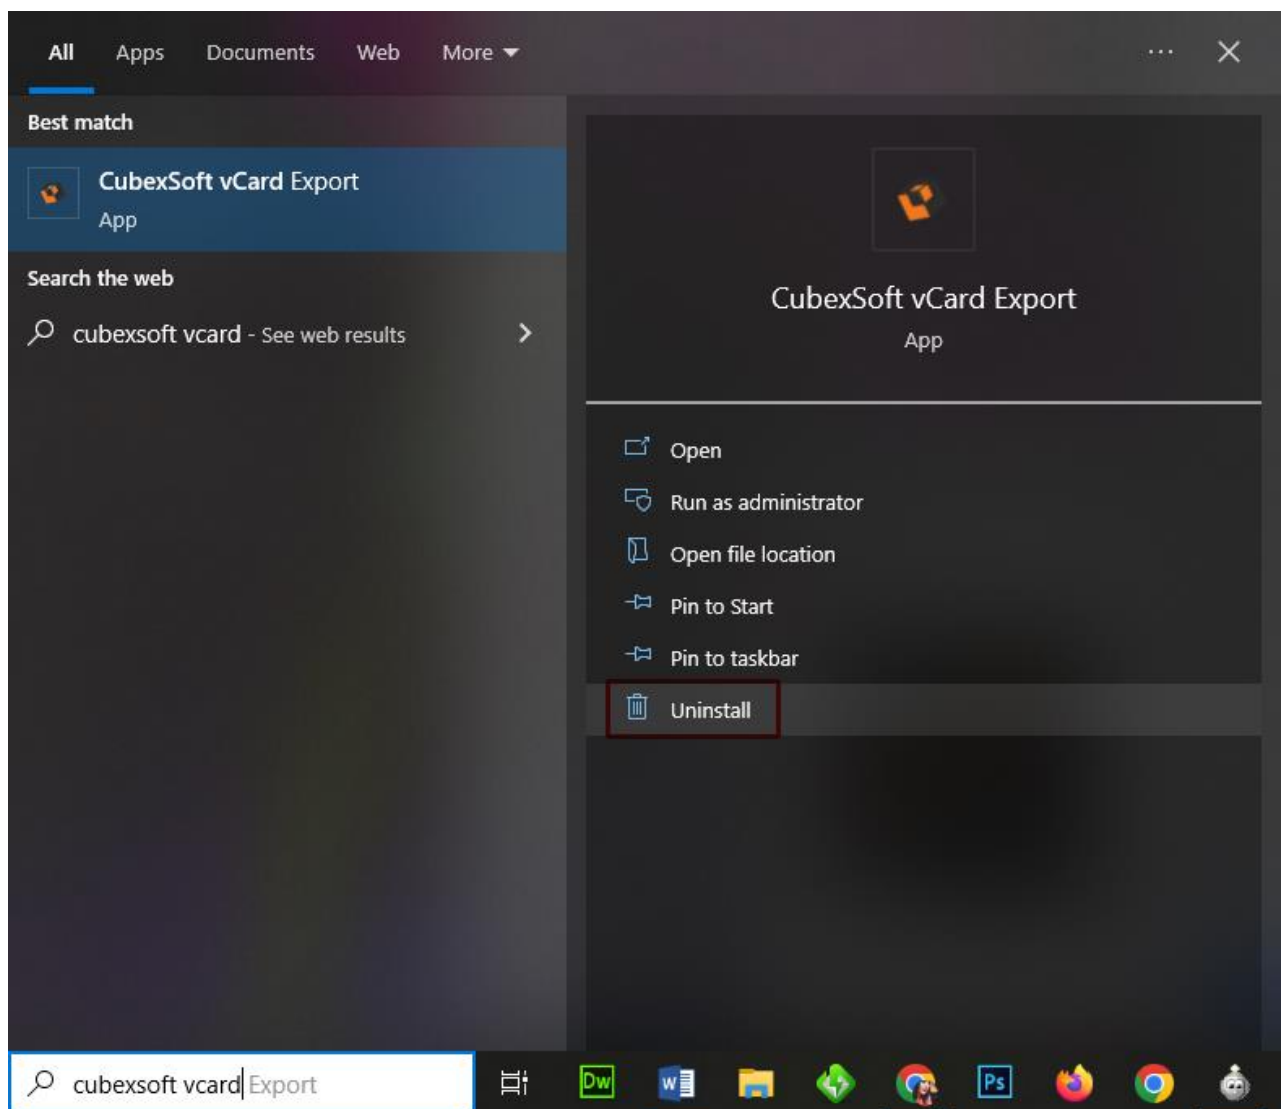 All Apps Documents Web More
Best match
CubexSoft vCard Export
App
Search the web
cubexsoft vcard - See web results
CubexSoft vCard Export
App
Open
Run as administrator
Open file location
Pin to Start
Pin to taskbar
Uninstall
cubexsoft vcard Export
Dw
W
Ps